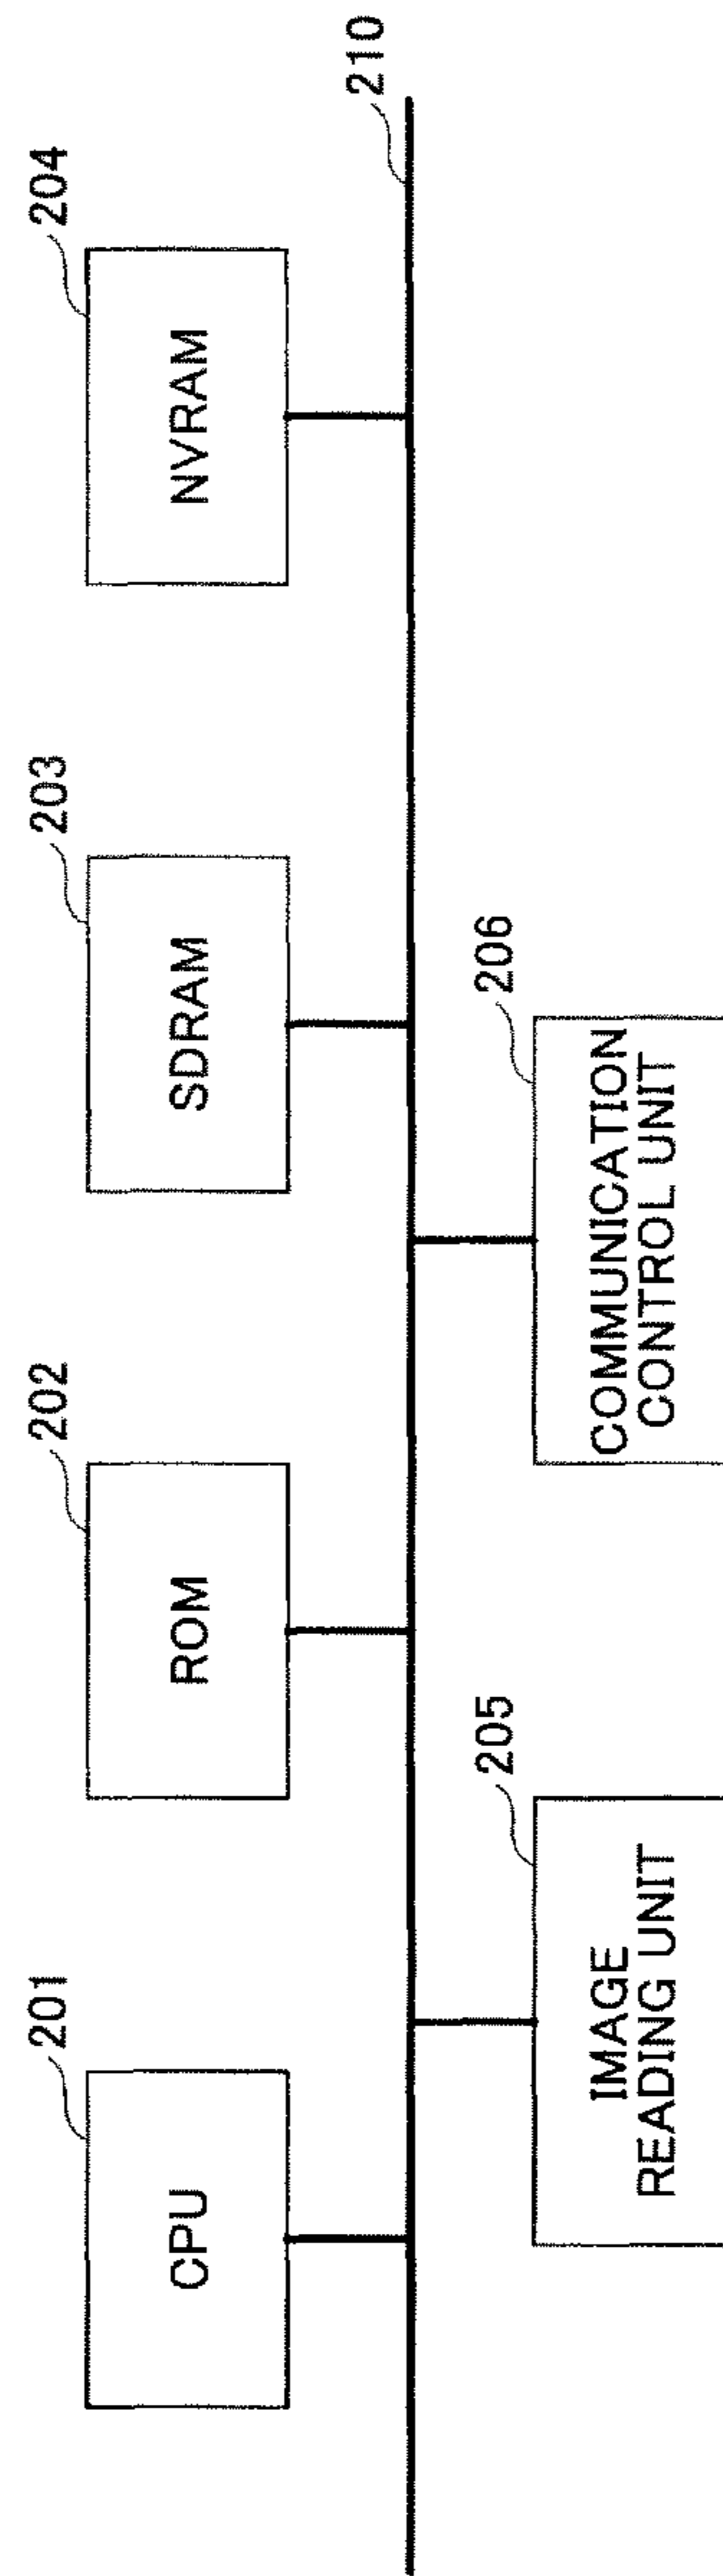 201
CPU
202
ROM
203
SDRAM
204
NVRAM
210
205
IMAGE
READING UNIT
206
COMMUNICATION
CONTROL UNIT